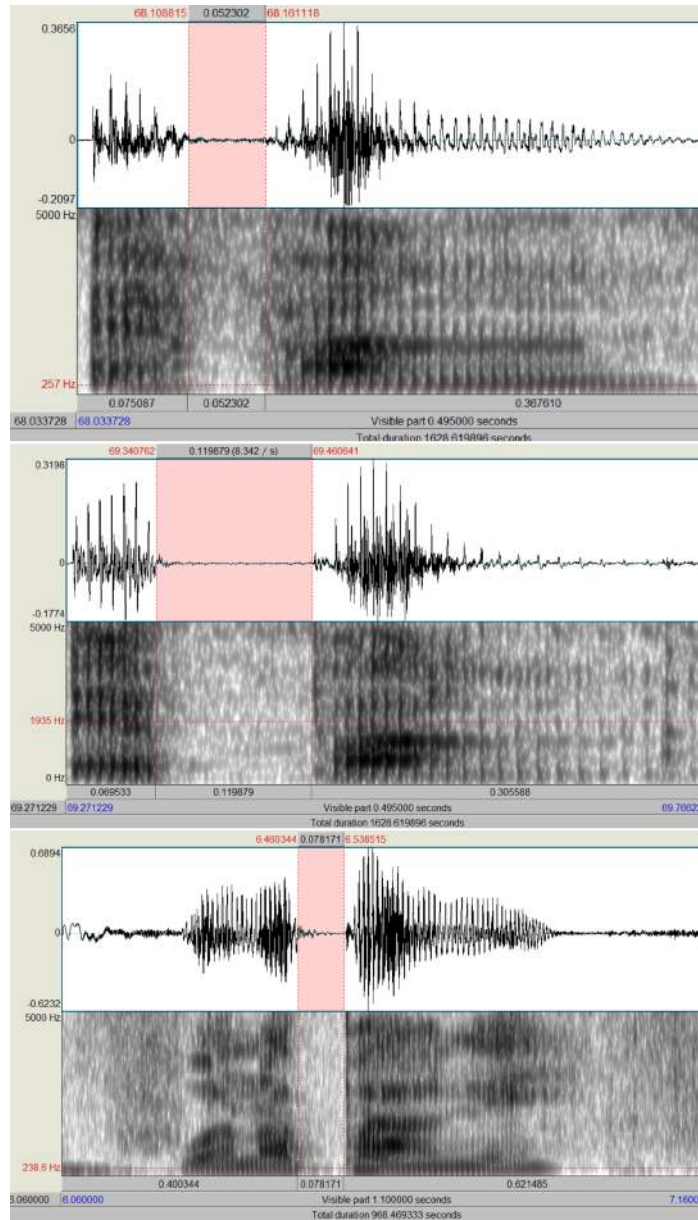 68.108815 0.052302 68.161118
0.3656
0
-0.2097
5000 Hz
257 Hz
0.075087 0.052302 0.367610
68.033728 68.033728 Visible part 0.495000 seconds
Total duration 1628.619896 seconds
69.340762 0.119879 (8.342 / s) 69.460641
0.3198
0
-0.1774
5000 Hz
1935 Hz
0 Hz
0.069533 0.119879 0.305588
69.271229 69.271229 Visible part 0.495000 seconds
Total duration 1628.619896 seconds
6.460344 0.078171 6.538515
0.6894
0
-0.6232
5000 Hz
238.6 Hz
0.400344 0.078171 0.621485
6.060000 6.060000 Visible part 1.100000 seconds
Total duration 968.469333 seconds